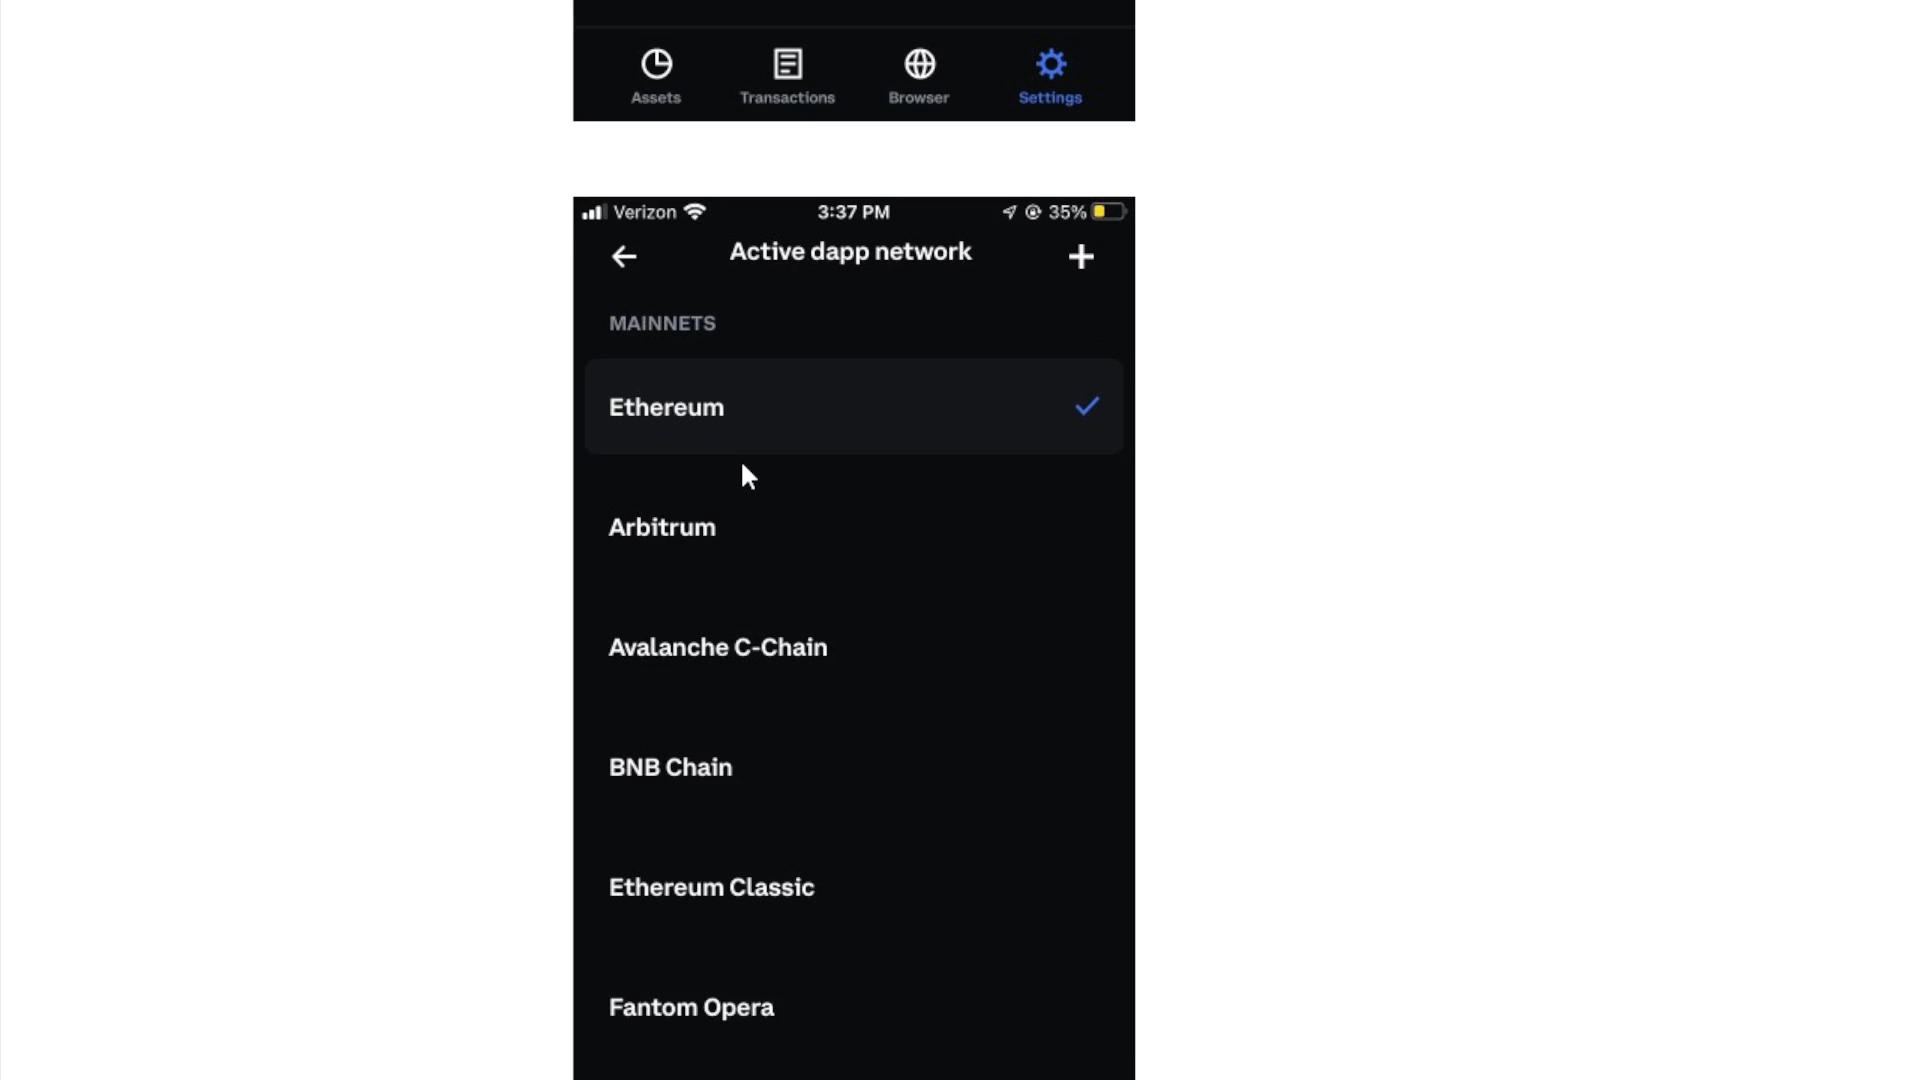 Assets Transactions Browser Settings
Verizon 3:37 PM 35%
Active dapp network
MAINNETS
Ethereum
Arbitrum
Avalanche C-Chain
BNB Chain
Ethereum Classic
Fantom Opera